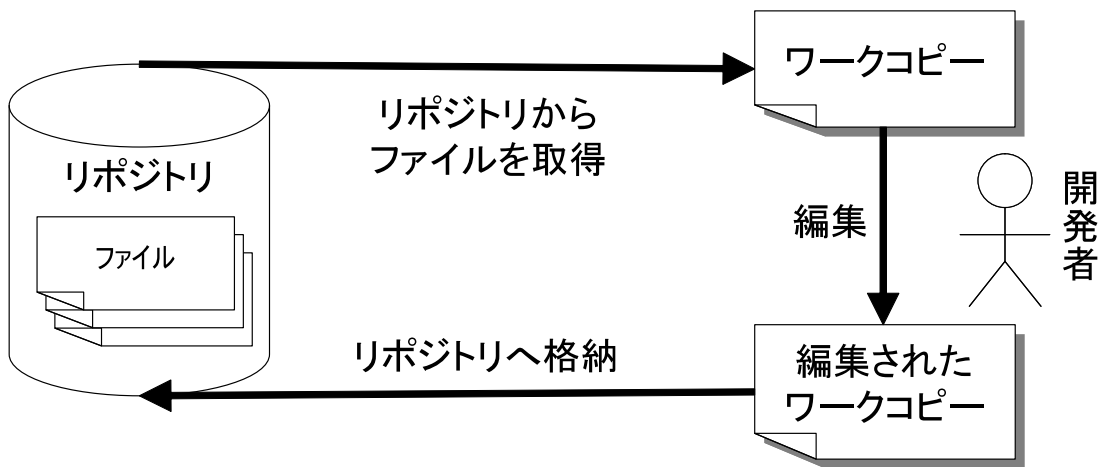 ワークコピー
リポジトリから
ファイルを取得
リポジトリ
ファイル
編集
開発者
リポジトリへ格納
編集された
ワークコピー